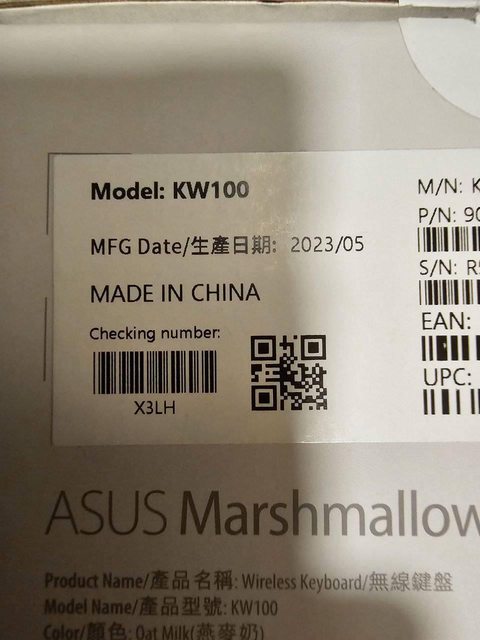 Model: KW100
MFG Date/生產日期: 2023/05
MADE IN CHINA
Checking number:
X3LH
M/N: K
P/N: 90
S/N: R
EAN:
UPC:
ASUS Marshmallow
Product Name/產品名稱: Wireless Keyboard/無線鍵盤
Model Name/產品型號: KW100
Color/顏色: Oat Milk(燕麥奶)